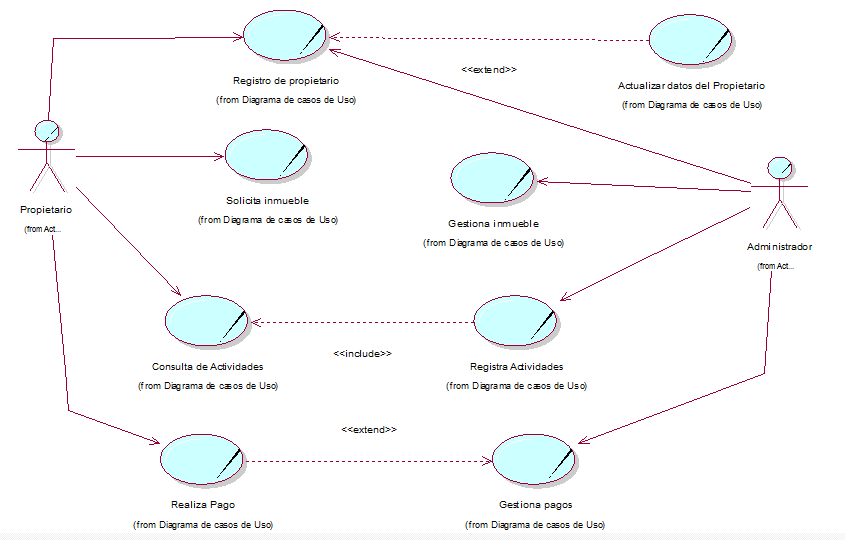 Registro de propietario
(from Diagrama de casos de Uso)
<<extend>>
Actualizar datos del Propietario
(from Diagrama de casos de Uso)
Propietario
(from Act...
Solicita inmueble
(from Diagrama de casos de Uso)
Gestiona inmueble
(from Diagrama de casos de Uso)
Administrador
(from Act...
Consulta de Actividades
(from Diagrama de casos de Uso)
<<include>>
Registra Actividades
(from Diagrama de casos de Uso)
<<extend>>
Realiza Pago
(from Diagrama de casos de Uso)
Gestiona pagos
(from Diagrama de casos de Uso)